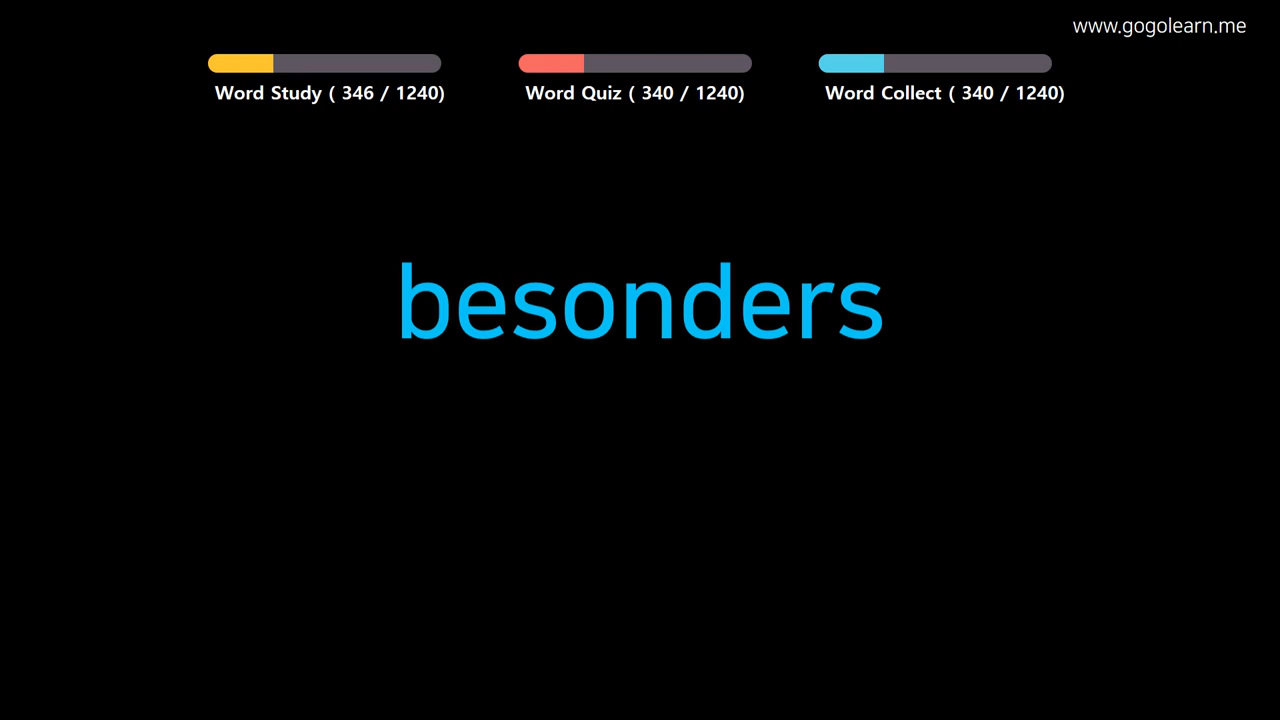 www.gogolearn.me
Word Study ( 346 / 1240)
Word Quiz ( 340 / 1240)
Word Collect ( 340 / 1240)
besonders